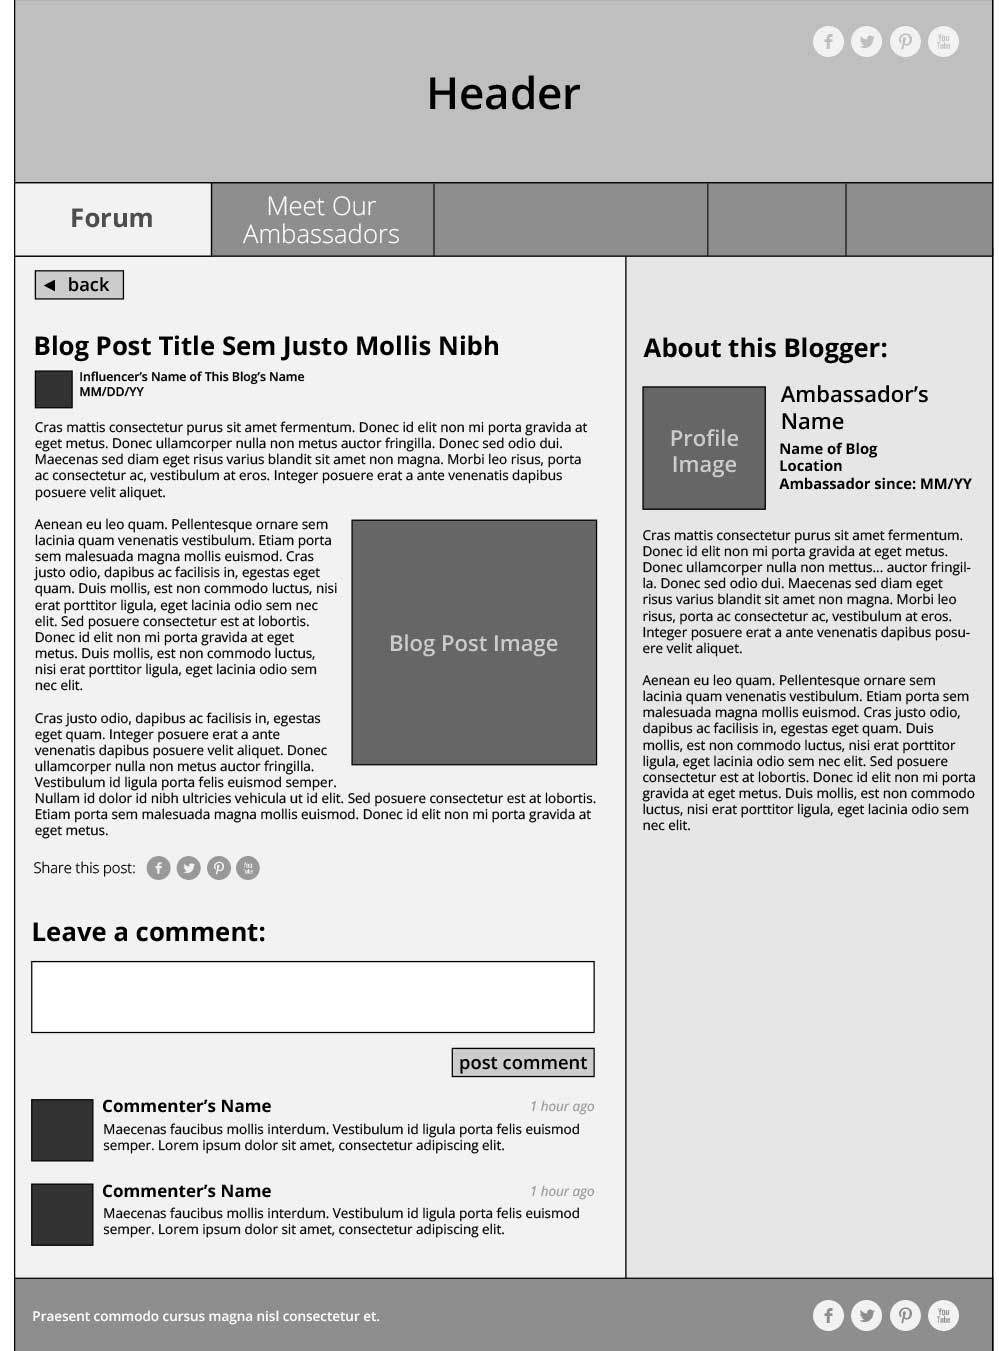 You
Tube
Header
Forum
Meet Our
Ambassadors
back
Blog Post Title Sem Justo Mollis Nibh
Influencer's Name of This Blog's Name
MM/DD/YY
Cras mattis consectetur purus sit amet fermentum. Donec id elit non mi porta gravida at
eget metus. Donec ullamcorper nulla non metus auctor fringilla. Donec sed odio dui.
Maecenas sed diam eget risus varius blandit sit amet non magna. Morbi leo risus, porta
ac consectetur ac, vestibulum at eros. Integer posuere erat a ante venenatis dapibus
posuere velit aliquet.
Aenean eu leo quam. Pellentesque ornare sem
lacinia quam venenatis vestibulum. Etiam porta
sem malesuada magna mollis euismod. Cras
justo odio, dapibus ac facilisis in, egestas eget
quam. Duis mollis, est non commodo luctus, nisi
erat porttitor ligula, eget lacinia odio sem nec
elit. Sed posuere consectetur est at lobortis.
Donec id elit non mi porta gravida at eget
metus. Duis mollis, est non commodo luctus,
nisi erat porttitor ligula, eget lacinia odio sem
nec elit.
Blog Post Image
Cras justo odio, dapibus ac facilisis in, egestas
eget quam. Integer posuere erat a ante
venenatis dapibus posuere velit aliquet. Donec
ullamcorper nulla non metus auctor fringilla.
Vestibulum id ligula porta felis euismod semper.
Nullam id dolor id nibh ultricies vehicula ut id elit. Sed posuere consectetur est at lobortis.
Etiam porta sem malesuada magna mollis euismod. Donec id elit non mi porta gravida at
eget metus.
Share this post:
You
Tube
Leave a comment:
post comment
Commenter's Name
1 hour ago
Maecenas faucibus mollis interdum. Vestibulum id ligula porta felis euismod
semper. Lorem ipsum dolor sit amet, consectetur adipiscing elit.
Commenter's Name
1 hour ago
Maecenas faucibus mollis interdum. Vestibulum id ligula porta felis euismod
semper. Lorem ipsum dolor sit amet, consectetur adipiscing elit.
About this Blogger:
Profile
Image
Ambassador's
Name
Name of Blog
Location
Ambassador since: MM/YY
Cras mattis consectetur purus sit amet fermentum.
Donec id elit non mi porta gravida at eget metus.
Donec ullamcorper nulla non mettus... auctor fringil-
la. Donec sed odio dui. Maecenas sed diam eget
risus varius blandit sit amet non magna. Morbi leo
risus, porta ac consectetur ac, vestibulum at eros.
Integer posuere erat a ante venenatis dapibus posu-
ere velit aliquet.
Aenean eu leo quam. Pellentesque ornare sem
lacinia quam venenatis vestibulum. Etiam porta sem
malesuada magna mollis euismod. Cras justo odio,
dapibus ac facilisis in, egestas eget quam. Duis
mollis, est non commodo luctus, nisi erat porttitor
ligula, eget lacinia odio sem nec elit. Sed posuere
consectetur est at lobortis. Donec id elit non mi porta
gravida at eget metus. Duis mollis, est non commodo
luctus, nisi erat porttitor ligula, eget lacinia odio sem
nec elit.
Praesent commodo cursus magna nisl consectetur et.
You
Tube